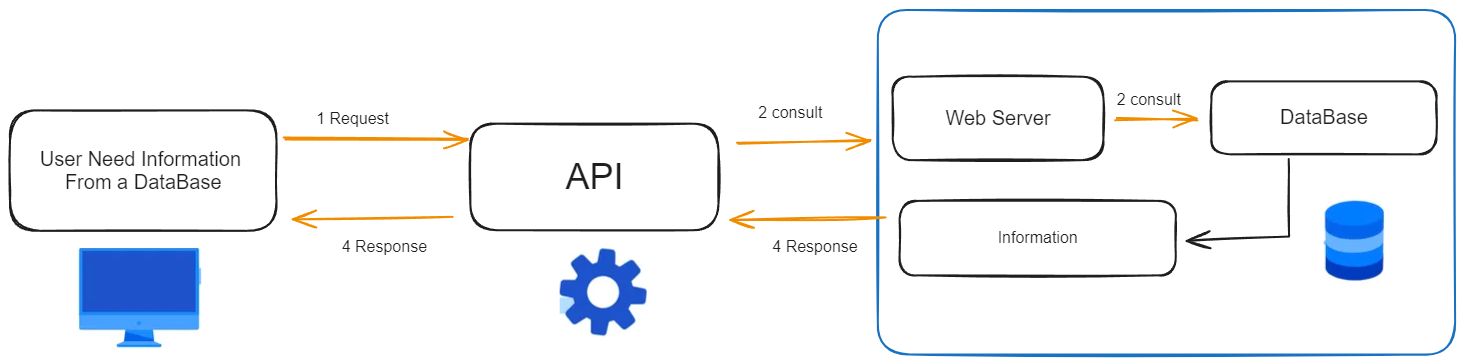 User Need Information
From a DataBase
1 Request
4 Response
API
2 consult
4 Response
Web Server
2 consult
DataBase
Information